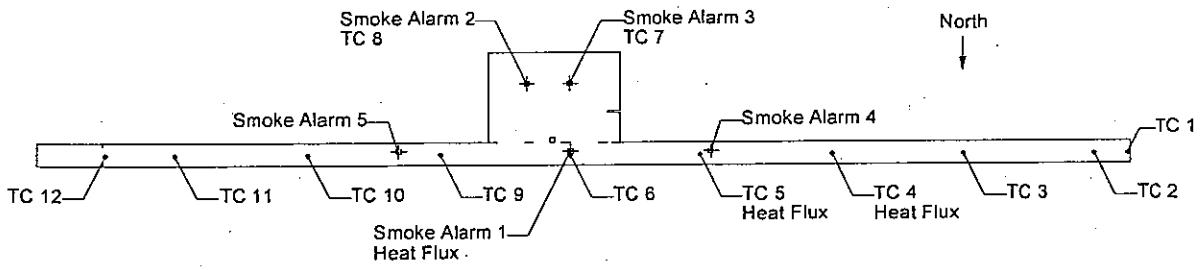 Smoke Alarm 2
TC 8
Smoke Alarm 3
TC 7
North
Smoke Alarm 5
Smoke Alarm 4
TC 1
TC 12
TC 11
TC 10
TC 9
TC 6
TC 5
Heat Flux
TC 4
Heat Flux
TC 3
TC 2
Smoke Alarm 1
Heat Flux